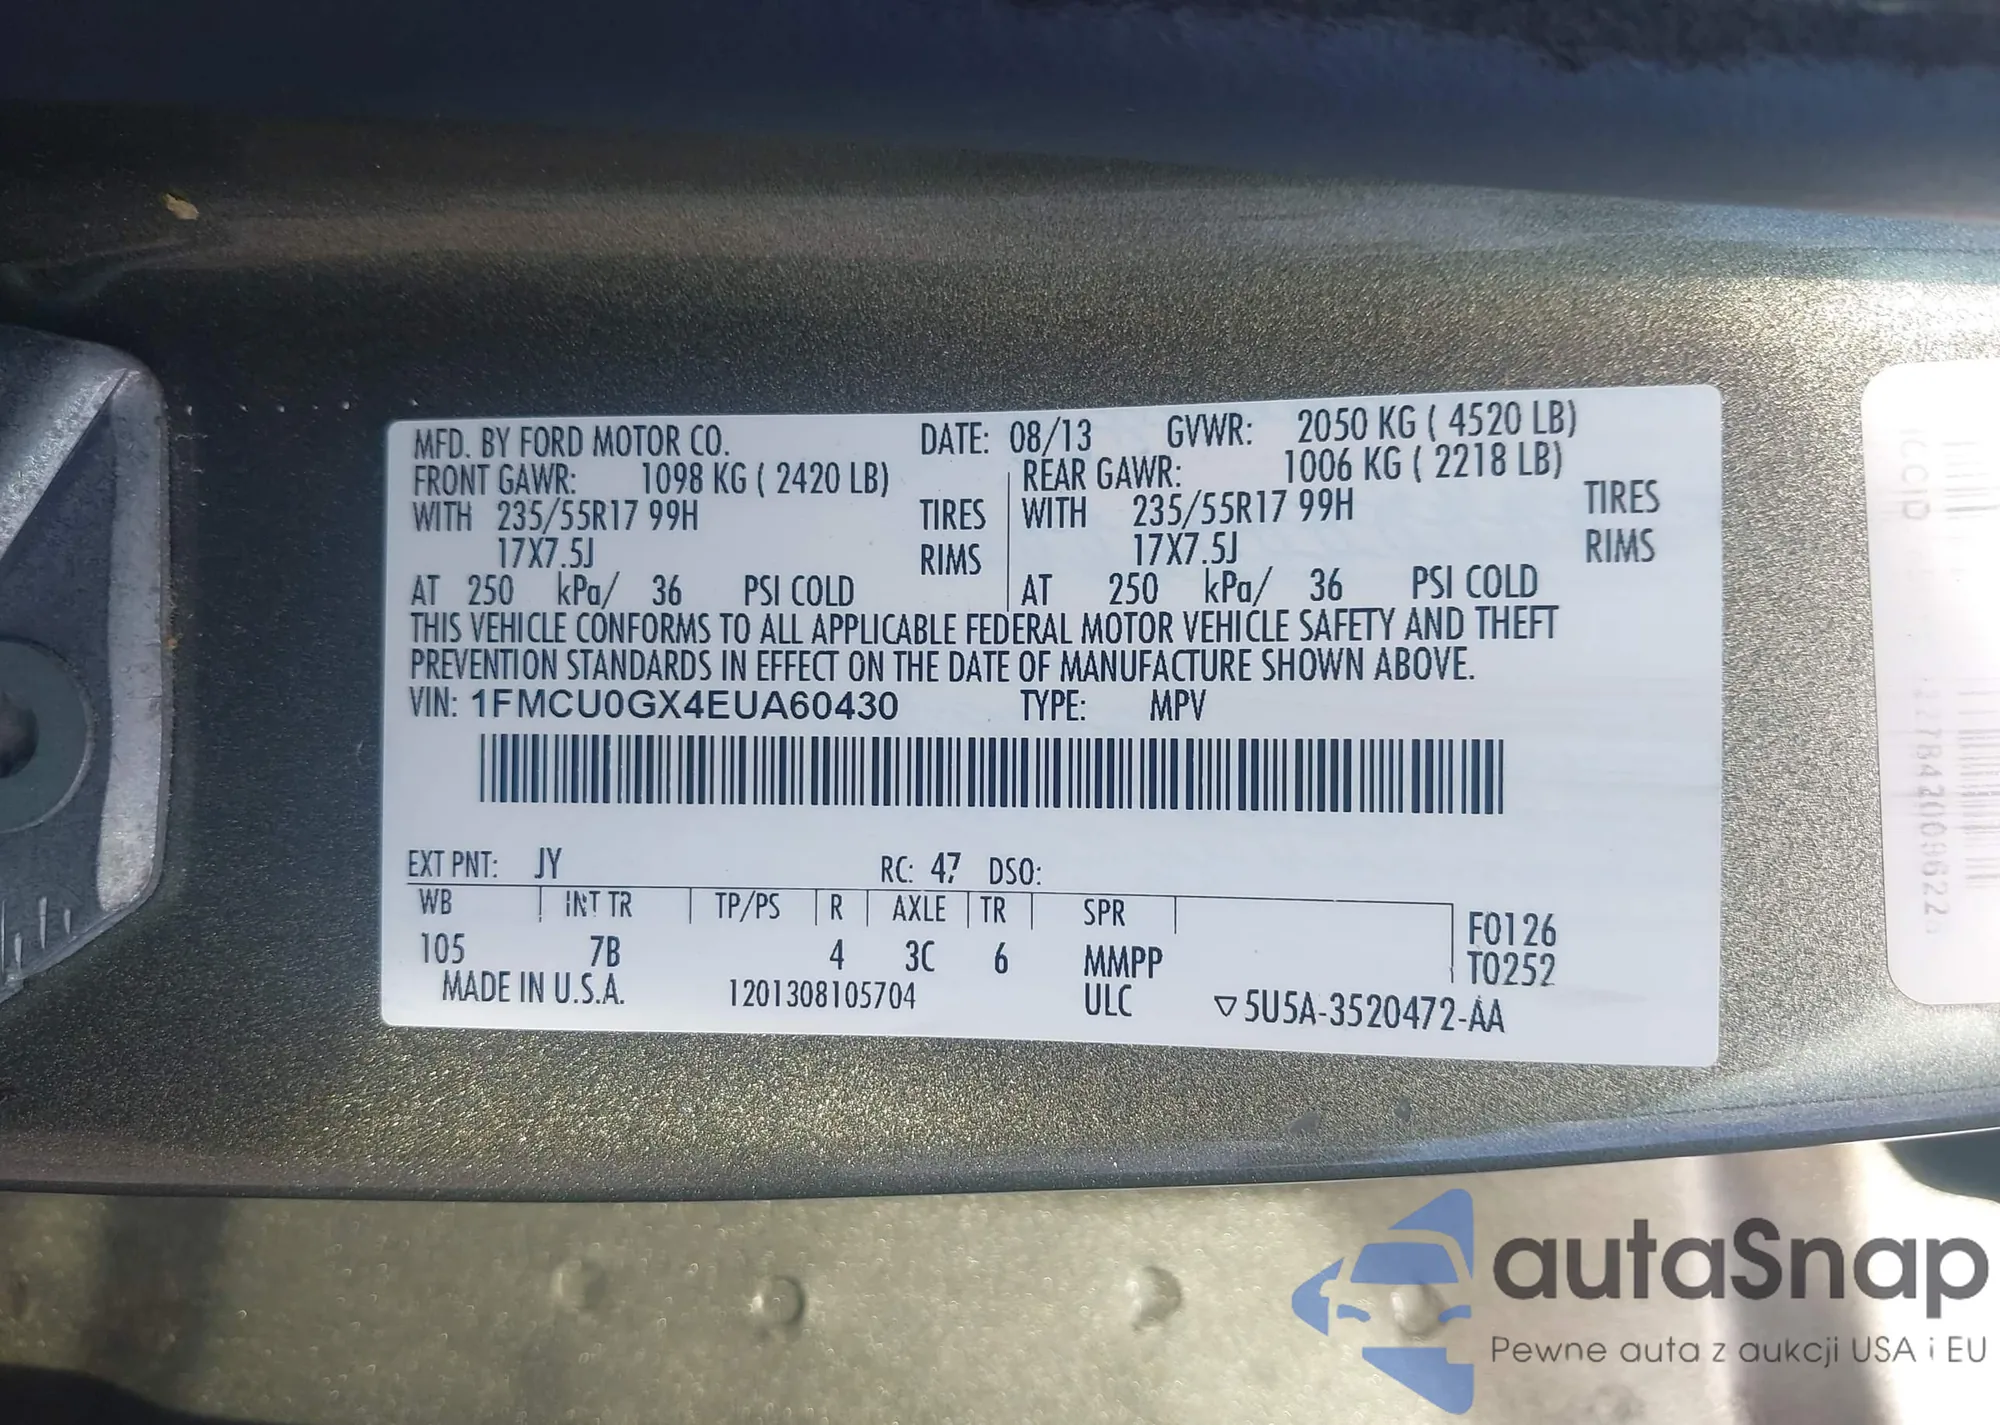 MFD. BY FORD MOTOR CO. DATE: 08/13 GVWR: 2050 KG ( 4520 LB)
FRONT GAWR: 1098 KG ( 2420 LB) REAR GAWR: 1006 KG ( 2218 LB)
WITH 235/55R17 99H TIRES WITH 235/55R17 99H TIRES
17X7.5J RIMS 17X7.5J RIMS
AT 250 kPa/ 36 PSI COLD AT 250 kPa/ 36 PSI COLD
THIS VEHICLE CONFORMS TO ALL APPLICABLE FEDERAL MOTOR VEHICLE SAFETY AND THEFT
PREVENTION STANDARDS IN EFFECT ON THE DATE OF MANUFACTURE SHOWN ABOVE.
VIN: 1FMCU0GX4EUA60430 TYPE: MPV
EXT PNT: JY RC: 47 DSO:
WB INT TR TP/PS R AXLE TR SPR F0126
105 7B 4 3C 6 MMPP T0252
MADE IN U.S.A. 1201308105704 ULC ▽5U5A-3520472-AA
autaSnap
Pewne auta z aukcji USA i EU